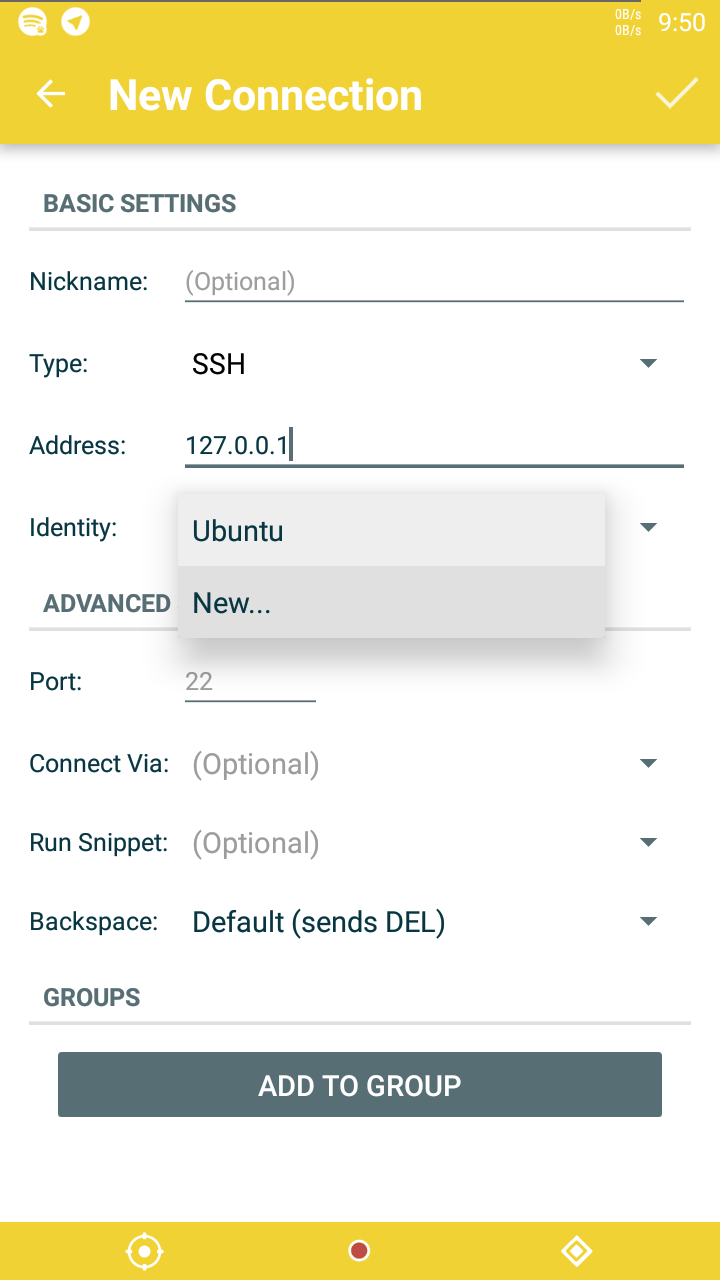 0B/s
0B/s
9:50
New Connection
BASIC SETTINGS
Nickname: (Optional)
Type: SSH
Address: 127.0.0.1
Identity:
Ubuntu
New...
ADVANCED
Port: 22
Connect Via: (Optional)
Run Snippet: (Optional)
Backspace: Default (sends DEL)
GROUPS
ADD TO GROUP